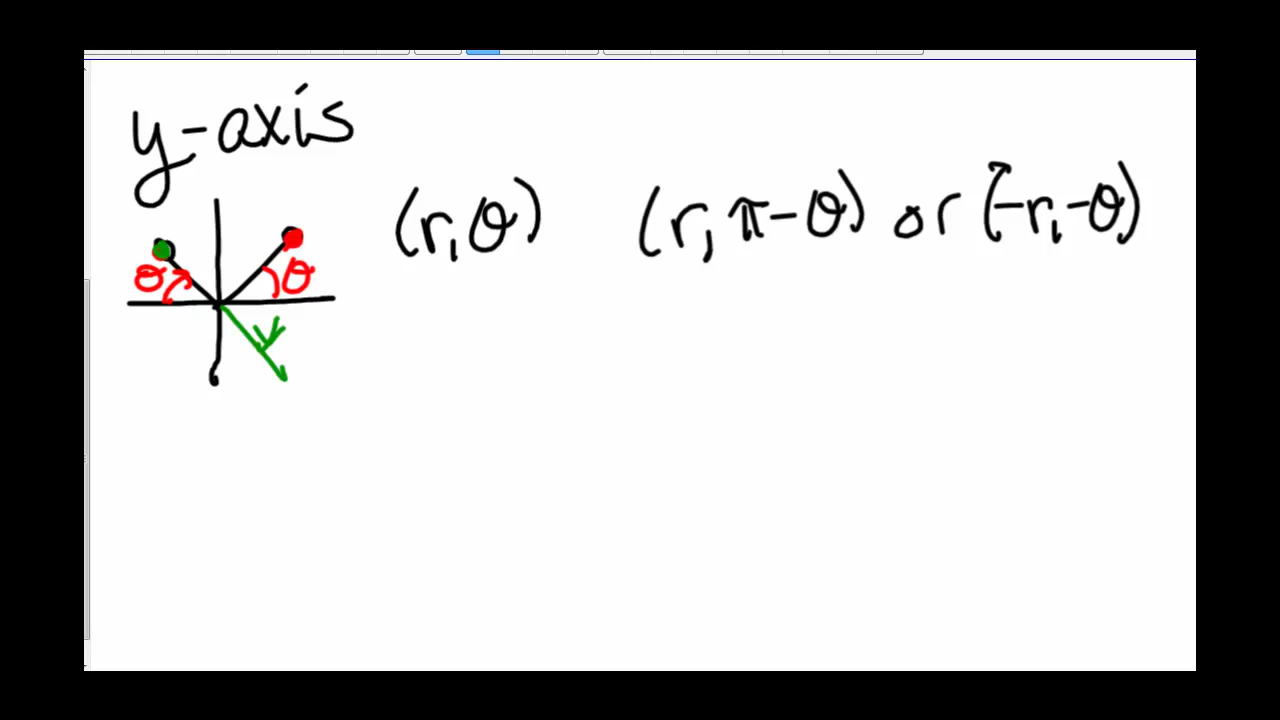 y-axis
(r, θ) (r, π-θ) or (-r, -θ)
θ θ